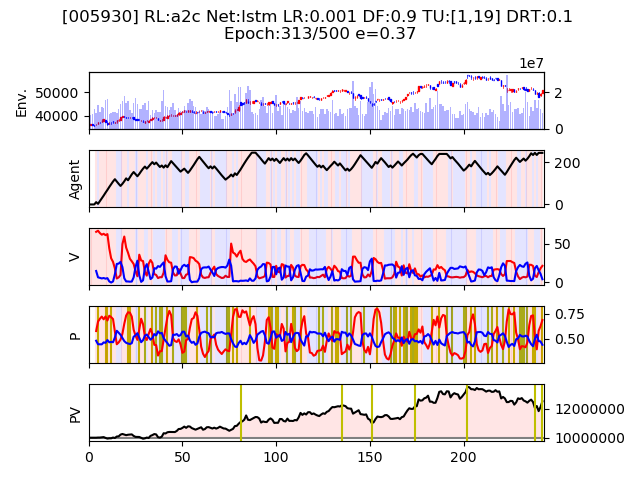 [005930] RL:a2c Net:lstm LR:0.001 DF:0.9 TU:[1,19] DRT:0.1
Epoch:313/500 e=0.37
1e7
Env.
50000
40000
2
0
Agent
200
0
V
50
0
P
0.75
0.50
PV
12000000
10000000
0 50 100 150 200